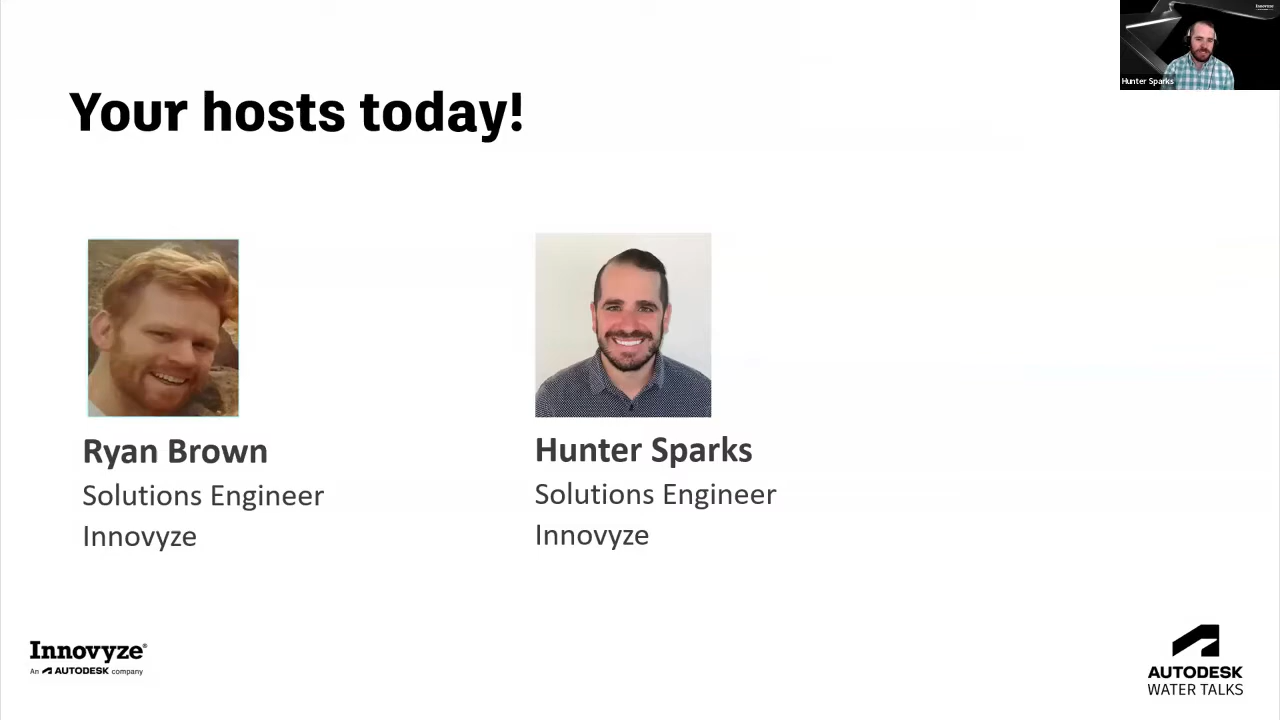 Innovyze
Hunter Sparks
Your hosts today!
Ryan Brown
Solutions Engineer
Innovyze
Hunter Sparks
Solutions Engineer
Innovyze
Innovyze®
An AUTODESK company
AUTODESK
WATER TALKS